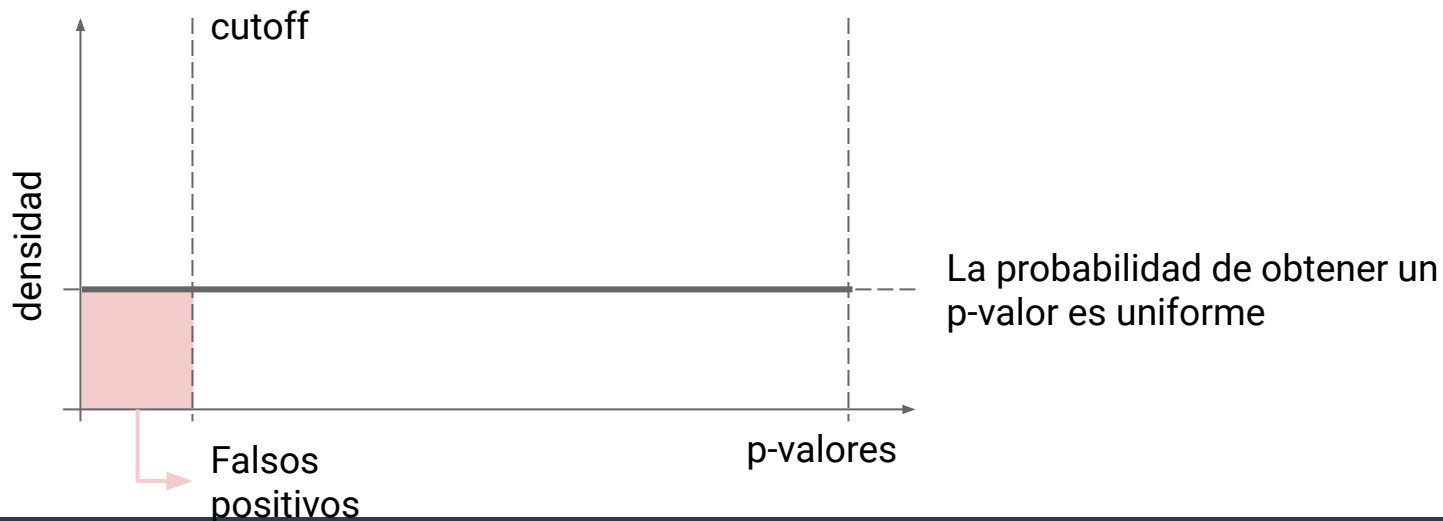 cutoff
densidad
La probabilidad de obtener un
p-valor es uniforme
p-valores
Falsos
positivos